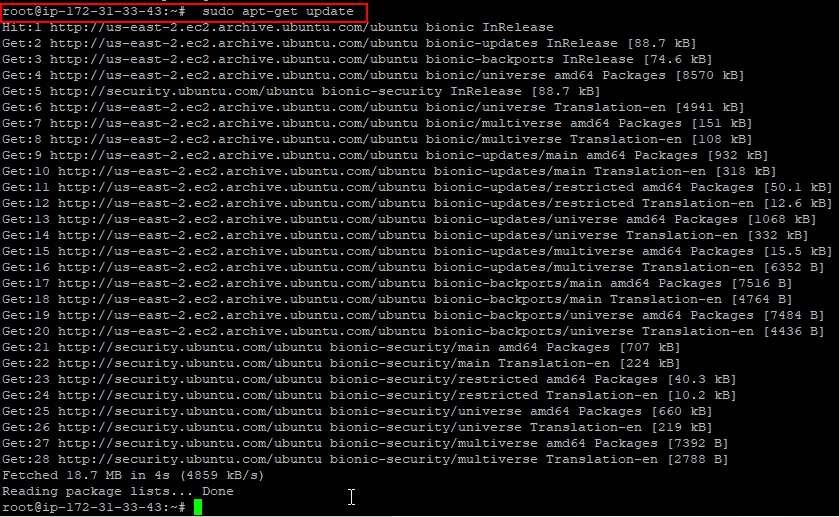 root@ip-172-31-33-43:~#  sudo apt-get update
Hit:1 http://us-east-2.ec2.archive.ubuntu.com/ubuntu bionic InRelease
Get:2 http://us-east-2.ec2.archive.ubuntu.com/ubuntu bionic-updates InRelease [88.7 kB]
Get:3 http://us-east-2.ec2.archive.ubuntu.com/ubuntu bionic-backports InRelease [74.6 kB]
Get:4 http://us-east-2.ec2.archive.ubuntu.com/ubuntu bionic/universe amd64 Packages [8570 kB]
Get:5 http://security.ubuntu.com/ubuntu bionic-security InRelease [88.7 kB]
Get:6 http://us-east-2.ec2.archive.ubuntu.com/ubuntu bionic/universe Translation-en [4941 kB]
Get:7 http://us-east-2.ec2.archive.ubuntu.com/ubuntu bionic/multiverse amd64 Packages [151 kB]
Get:8 http://us-east-2.ec2.archive.ubuntu.com/ubuntu bionic/multiverse Translation-en [108 kB]
Get:9 http://us-east-2.ec2.archive.ubuntu.com/ubuntu bionic-updates/main amd64 Packages [932 kB]
Get:10 http://us-east-2.ec2.archive.ubuntu.com/ubuntu bionic-updates/main Translation-en [318 kB]
Get:11 http://us-east-2.ec2.archive.ubuntu.com/ubuntu bionic-updates/restricted amd64 Packages [50.1 kB]
Get:12 http://us-east-2.ec2.archive.ubuntu.com/ubuntu bionic-updates/restricted Translation-en [12.6 kB]
Get:13 http://us-east-2.ec2.archive.ubuntu.com/ubuntu bionic-updates/universe amd64 Packages [1068 kB]
Get:14 http://us-east-2.ec2.archive.ubuntu.com/ubuntu bionic-updates/universe Translation-en [332 kB]
Get:15 http://us-east-2.ec2.archive.ubuntu.com/ubuntu bionic-updates/multiverse amd64 Packages [15.5 kB]
Get:16 http://us-east-2.ec2.archive.ubuntu.com/ubuntu bionic-updates/multiverse Translation-en [6352 B]
Get:17 http://us-east-2.ec2.archive.ubuntu.com/ubuntu bionic-backports/main amd64 Packages [7516 B]
Get:18 http://us-east-2.ec2.archive.ubuntu.com/ubuntu bionic-backports/main Translation-en [4764 B]
Get:19 http://us-east-2.ec2.archive.ubuntu.com/ubuntu bionic-backports/universe amd64 Packages [7484 B]
Get:20 http://us-east-2.ec2.archive.ubuntu.com/ubuntu bionic-backports/universe Translation-en [4436 B]
Get:21 http://security.ubuntu.com/ubuntu bionic-security/main amd64 Packages [707 kB]
Get:22 http://security.ubuntu.com/ubuntu bionic-security/main Translation-en [224 kB]
Get:23 http://security.ubuntu.com/ubuntu bionic-security/restricted amd64 Packages [40.3 kB]
Get:24 http://security.ubuntu.com/ubuntu bionic-security/restricted Translation-en [10.2 kB]
Get:25 http://security.ubuntu.com/ubuntu bionic-security/universe amd64 Packages [660 kB]
Get:26 http://security.ubuntu.com/ubuntu bionic-security/universe Translation-en [219 kB]
Get:27 http://security.ubuntu.com/ubuntu bionic-security/multiverse amd64 Packages [7392 B]
Get:28 http://security.ubuntu.com/ubuntu bionic-security/multiverse Translation-en [2788 B]
Fetched 18.7 MB in 4s (4859 kB/s)
Reading package lists... Done
root@ip-172-31-33-43:~#